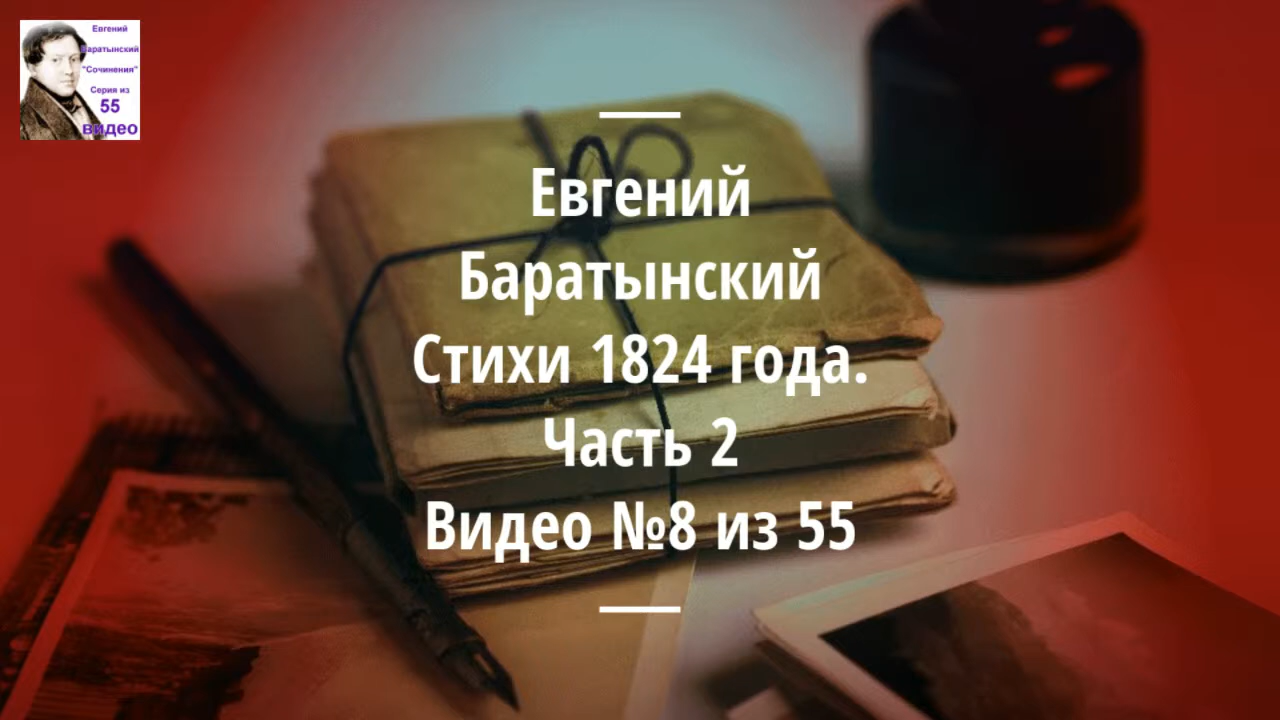 Евгений
Баратынский
"Сочинения"
Серия из
55
видео
Евгений
Баратынский
Стихи 1824 года.
Часть 2
Видео №8 из 55